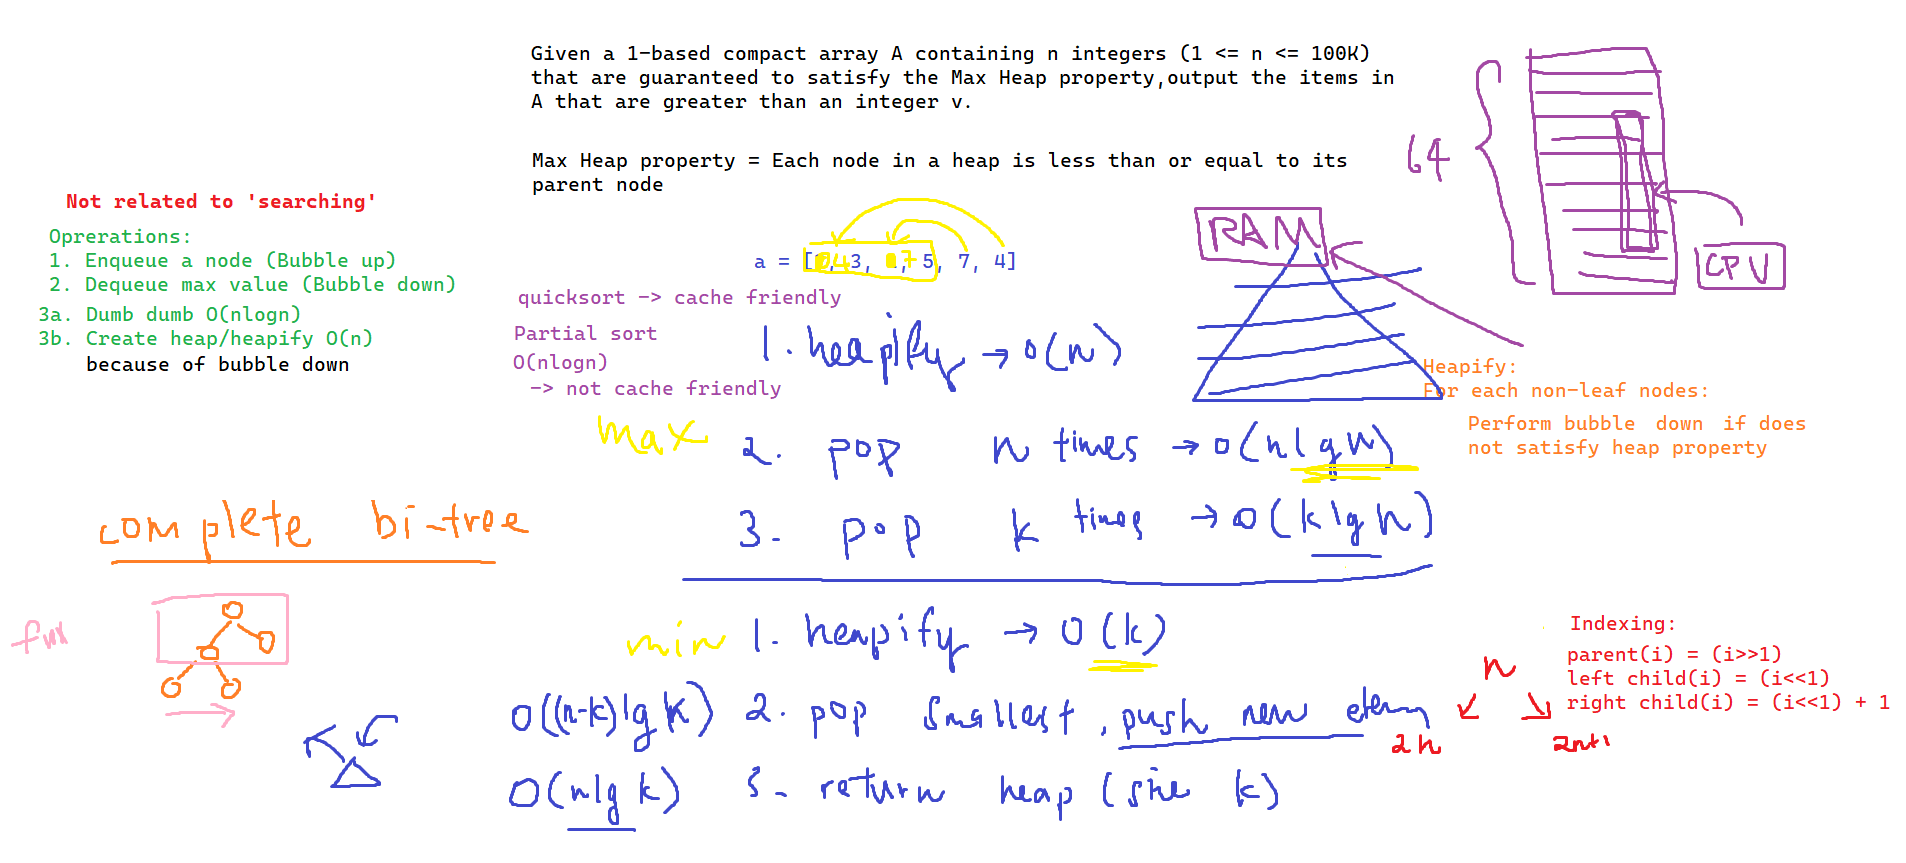 Given a 1-based compact array A containing n integers (1 <= n <= 100K)
that are guaranteed to satisfy the Max Heap property,output the items in
A that are greater than an integer v.
Max Heap property = Each node in a heap is less than or equal to its
parent node
64
CPU
RAM
Not related to 'searching'
Oprerations:
1. Enqueue a node (Bubble up)
2. Dequeue max value (Bubble down)
3a. Dumb dumb O(nlogn)
3b. Create heap/heapify O(n)
because of bubble down
a = [ 4 3, 7 5, 7, 4]
quicksort -> cache friendly
Partial sort
O(nlogn)
-> not cache friendly
1. heapify → O(n)
Heapify:
For each non-leaf nodes:
Perform bubble down if does
not satisfy heap property
max
2. pop n times → O(nlgn)
3. pop k times → O(klgn)
complete bi-tree
min
1. heapify → O(k)
O((n-k)lgk) 2. pop smallest, push new elem
O(nlgk) 3. return heap (size k)
Indexing:
parent(i) = (i>>1)
left child(i) = (i<<1)
right child(i) = (i<<1) + 1
n
2n
2n+1